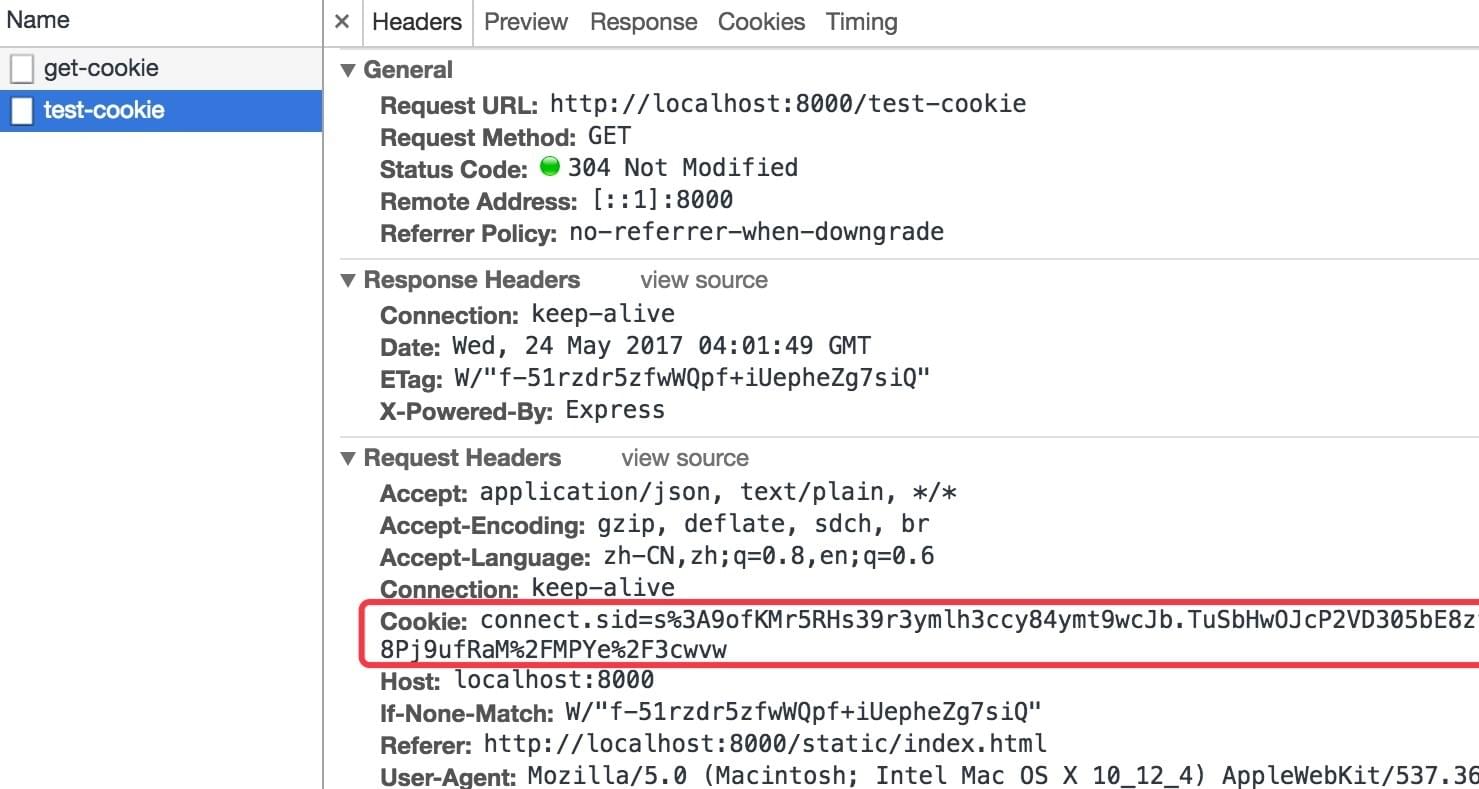 Name
× Headers Preview Response Cookies Timing
get-cookie
test-cookie
▼ General
Request URL: http://localhost:8000/test-cookie
Request Method: GET
Status Code: 304 Not Modified
Remote Address: [::1]:8000
Referrer Policy: no-referrer-when-downgrade
▼ Response Headers view source
Connection: keep-alive
Date: Wed, 24 May 2017 04:01:49 GMT
ETag: W/"f-51rzdr5zfwWQpf+iUepheZg7siQ"
X-Powered-By: Express
▼ Request Headers view source
Accept: application/json, text/plain, */*
Accept-Encoding: gzip, deflate, sdch, br
Accept-Language: zh-CN,zh;q=0.8,en;q=0.6
Connection: keep-alive
Cookie: connect.sid=s%3A9ofKMr5RHs39r3ymlh3ccy84ymt9wcJb.TuSbHwOJcP2VD305bE8z
8Pj9ufRaM%2FMPYe%2F3cwvw
Host: localhost:8000
If-None-Match: W/"f-51rzdr5zfwWQpf+iUepheZg7siQ"
Referer: http://localhost:8000/static/index.html
User-Agent: Mozilla/5.0 (Macintosh; Intel Mac OS X 10_12_4) AppleWebKit/537.36